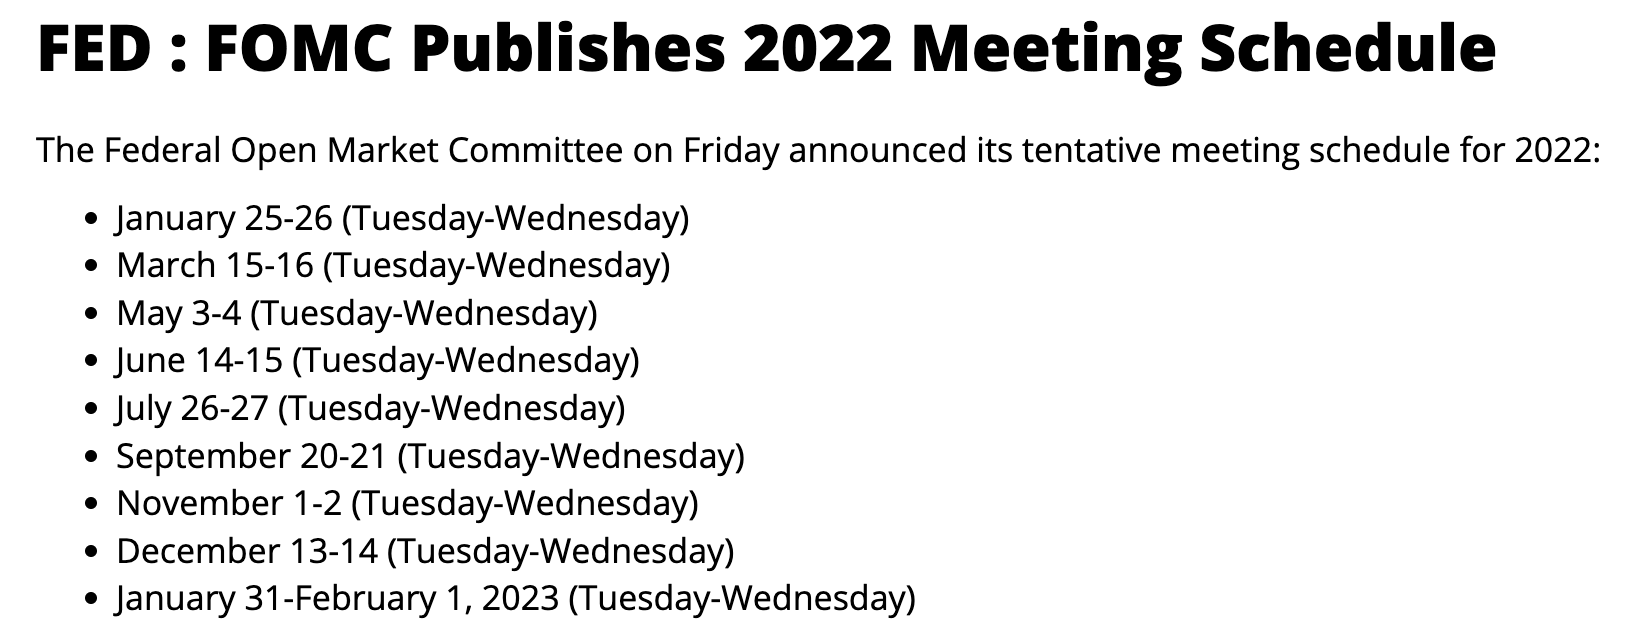 FED : FOMC Publishes 2022 Meeting Schedule
The Federal Open Market Committee on Friday announced its tentative meeting schedule for 2022:
• January 25-26 (Tuesday-Wednesday)
• March 15-16 (Tuesday-Wednesday)
• May 3-4 (Tuesday-Wednesday)
• June 14-15 (Tuesday-Wednesday)
• July 26-27 (Tuesday-Wednesday)
• September 20-21 (Tuesday-Wednesday)
• November 1-2 (Tuesday-Wednesday)
• December 13-14 (Tuesday-Wednesday)
• January 31-February 1, 2023 (Tuesday-Wednesday)